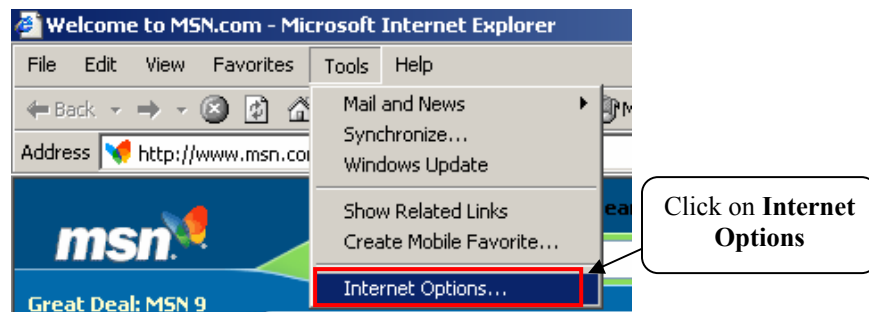 Welcome to MSN.com - Microsoft Internet Explorer
File Edit View Favorites Tools Help
Back
Mail and News
Synchronize...
Windows Update
Address http://www.msn.co
Show Related Links
Create Mobile Favorite...
Internet Options...
msn
Great Deal: MSN 9
Click on Internet
Options